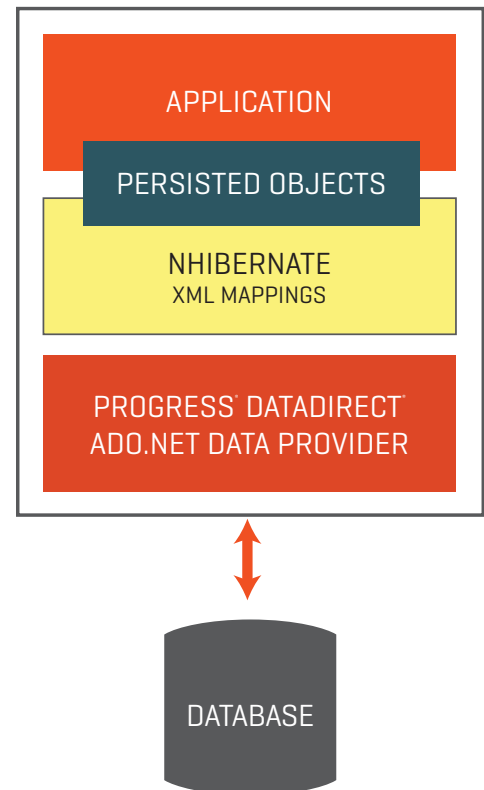 APPLICATION
PERSISTED OBJECTS
NHIBERNATE
XML MAPPINGS
PROGRESS® DATADIRECT®
ADO.NET DATA PROVIDER
DATABASE